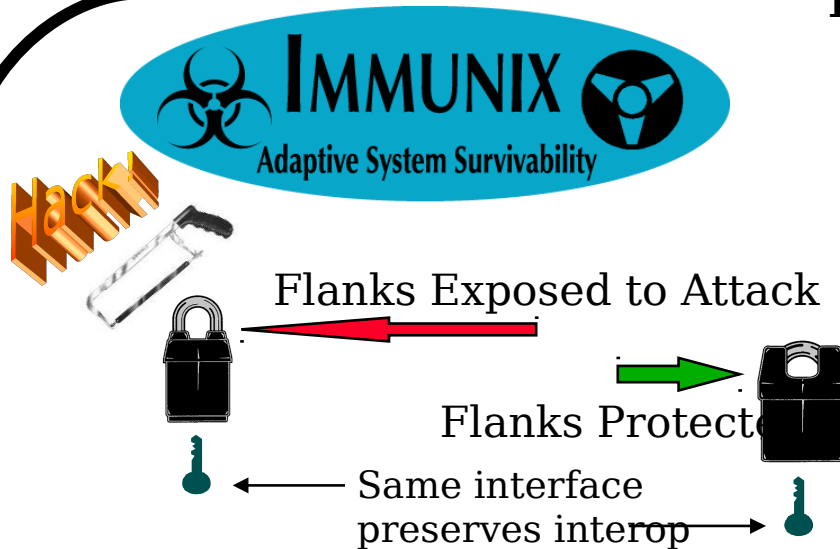 IMMUNIX
Adaptive System Survivability
Hack!
Flanks Exposed to Attack
Flanks Protecte
Same interface
preserves interop